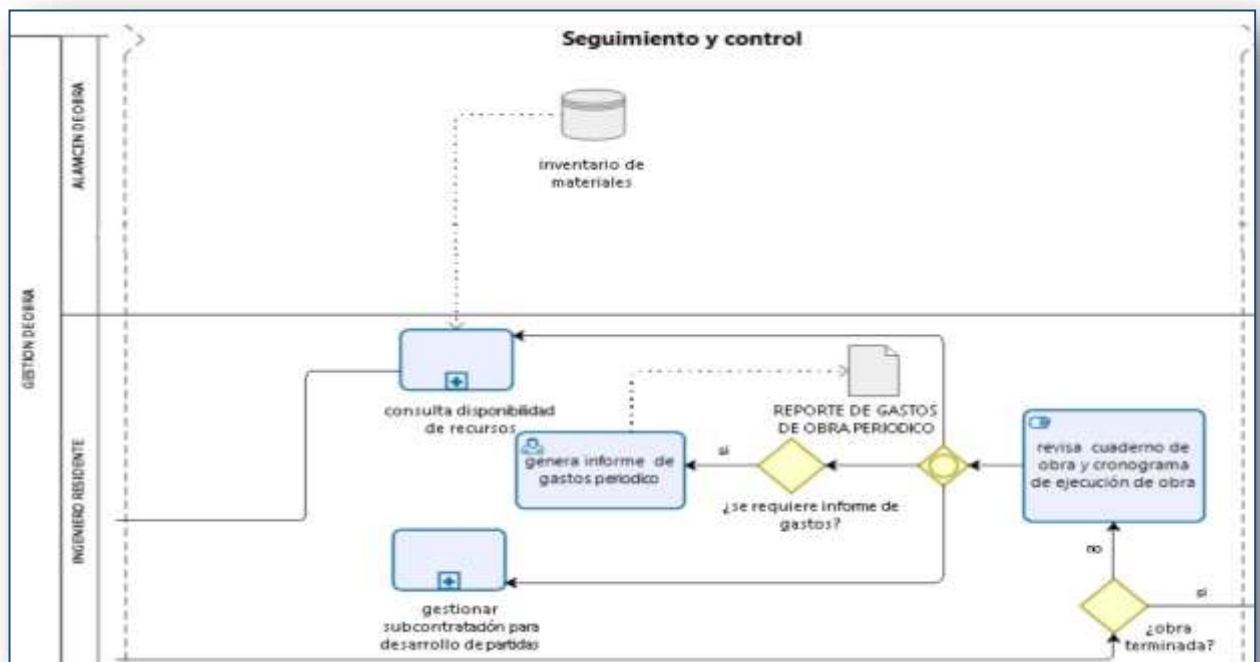 Seguimiento y control
GESTION DE OBRA
ALAMCEN DE OBRA
inventario de
materiales
INGENIERO RESIDENTE
consulta disponibilidad
de recursos
REPORTE DE GASTOS
DE OBRA PERIODICO
genera informe de
gastos periodico
si
¿se requiere informe de
gastos?
revisa cuaderno de
obra y cronograma
de ejecución de obra
no
si
¿obra
terminada?
gestionar
subcontratación para
desarrollo de partidas